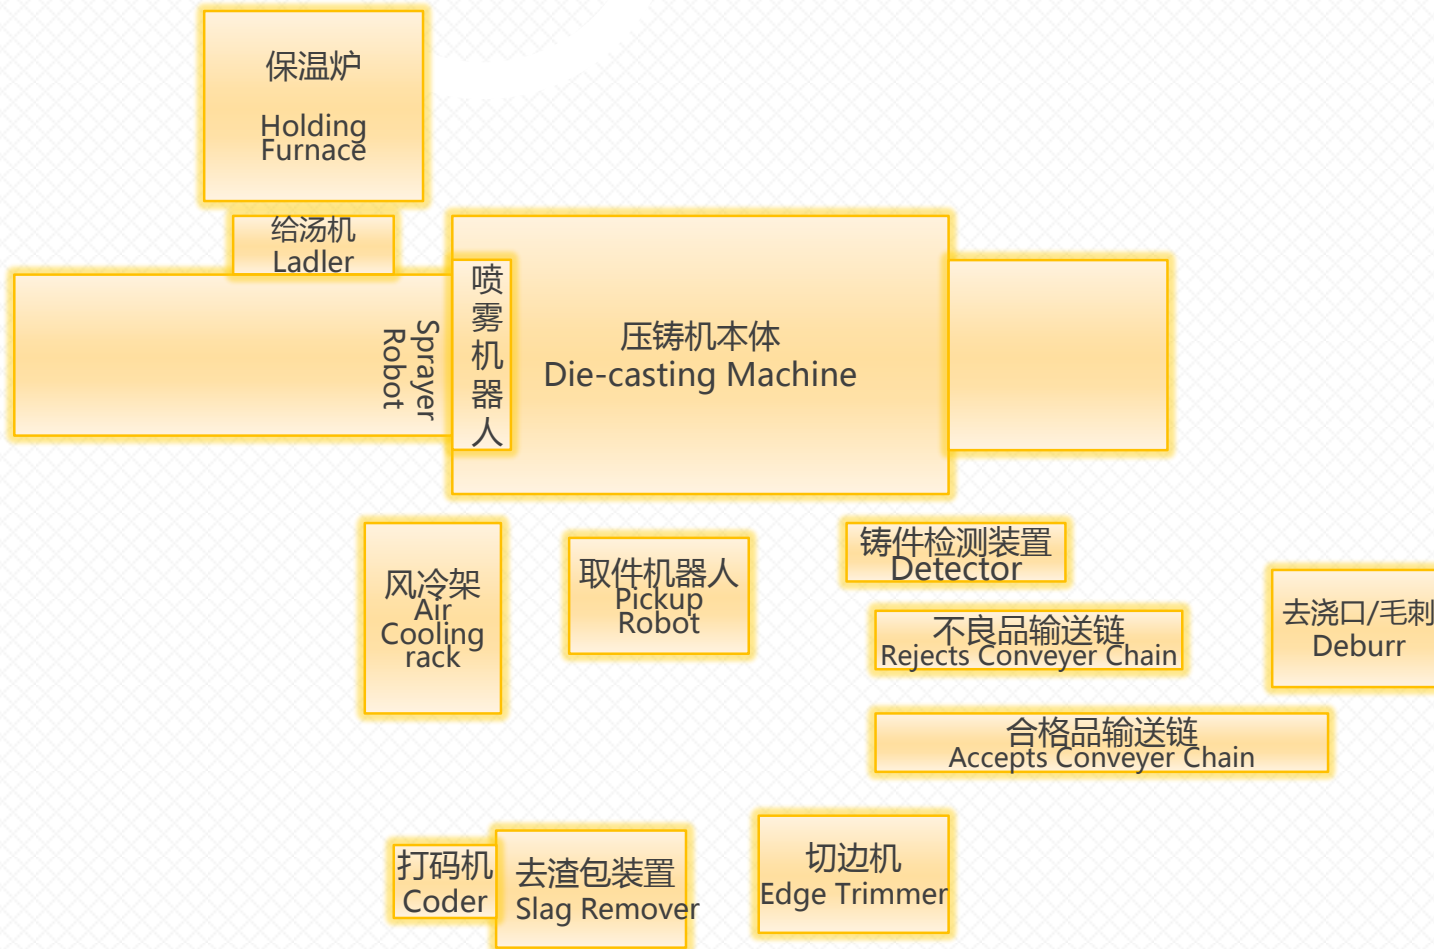 保温炉
Holding
Furnace
给汤机
Ladler
Sprayer
Robot
喷雾机器人
压铸机本体
Die-casting Machine
风冷架
Air
Cooling
rack
取件机器人
Pickup
Robot
铸件检测装置
Detector
不良品输送链
Rejects Conveyer Chain
去浇口/毛刺
Deburr
合格品输送链
Accepts Conveyer Chain
打码机
Coder
去渣包装置
Slag Remover
切边机
Edge Trimmer